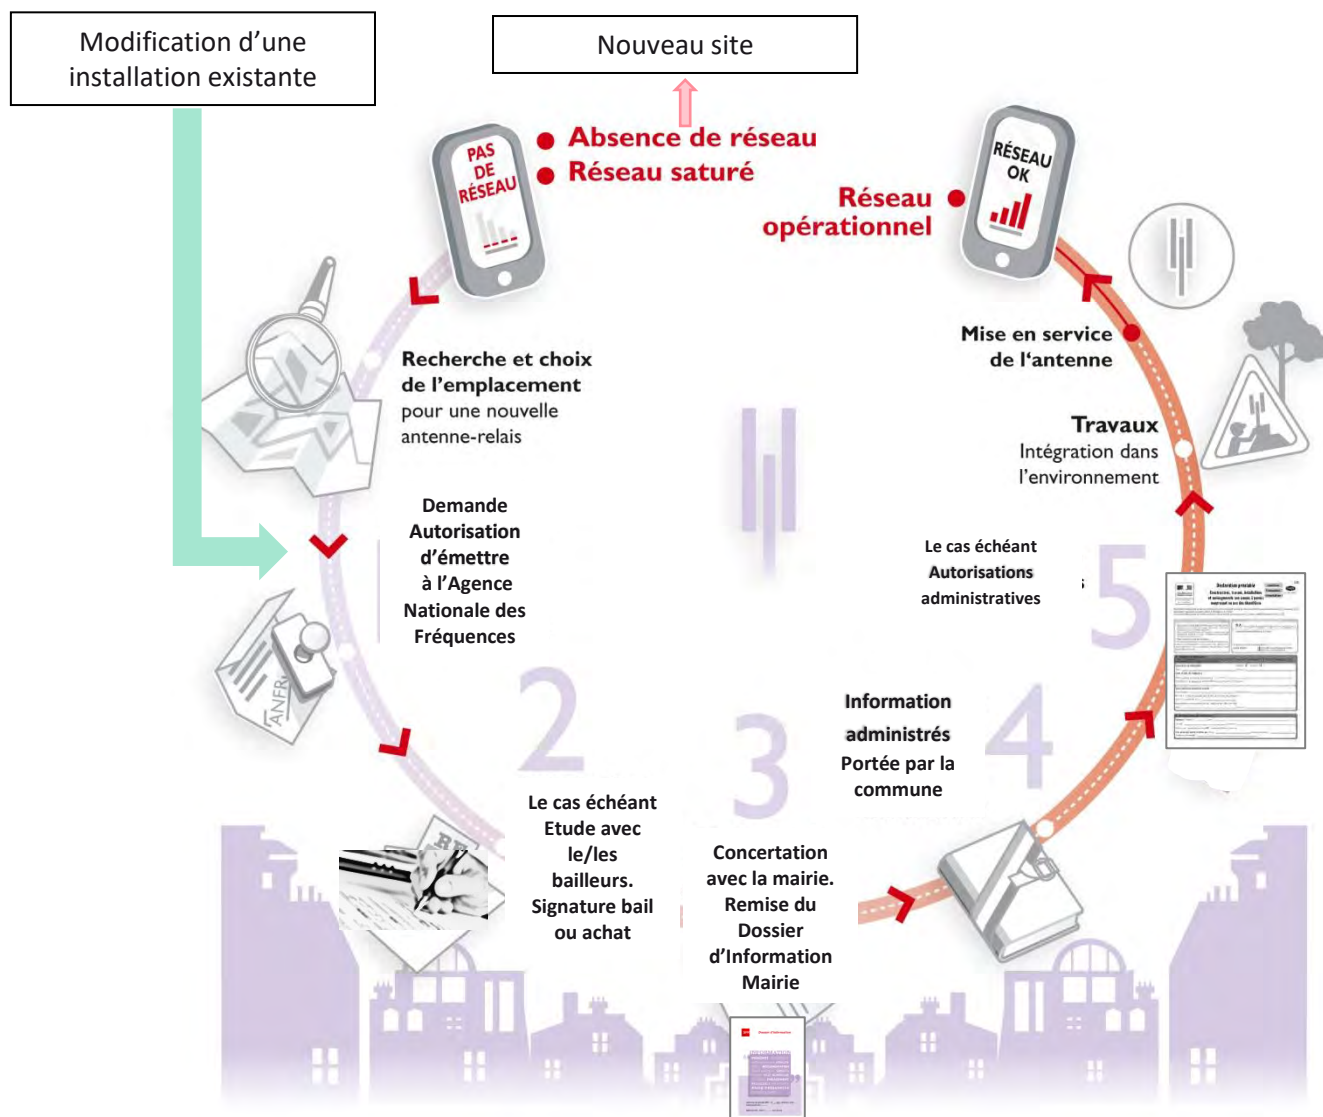 Modification d’une
installation existante
Nouveau site
PAS
DE
RÉSEAU
Absence de réseau
Réseau saturé
RÉSEAU
OK
Réseau
opérationnel
Recherche et choix
de l’emplacement
pour une nouvelle
antenne-relais
Mise en service
de l‘antenne
Travaux
Intégration dans
l’environnement
Demande
Autorisation
d’émettre
à l’Agence
Nationale des
Fréquences
ANFR
2
Le cas échéant
Etude avec
le/les
bailleurs.
Signature bail
ou achat
3
Concertation
avec la mairie.
Remise du
Dossier
d’Information
Mairie
4
Information
administrés
Portée par la
commune
5
Le cas échéant
Autorisations
administratives
Déclaration préalable